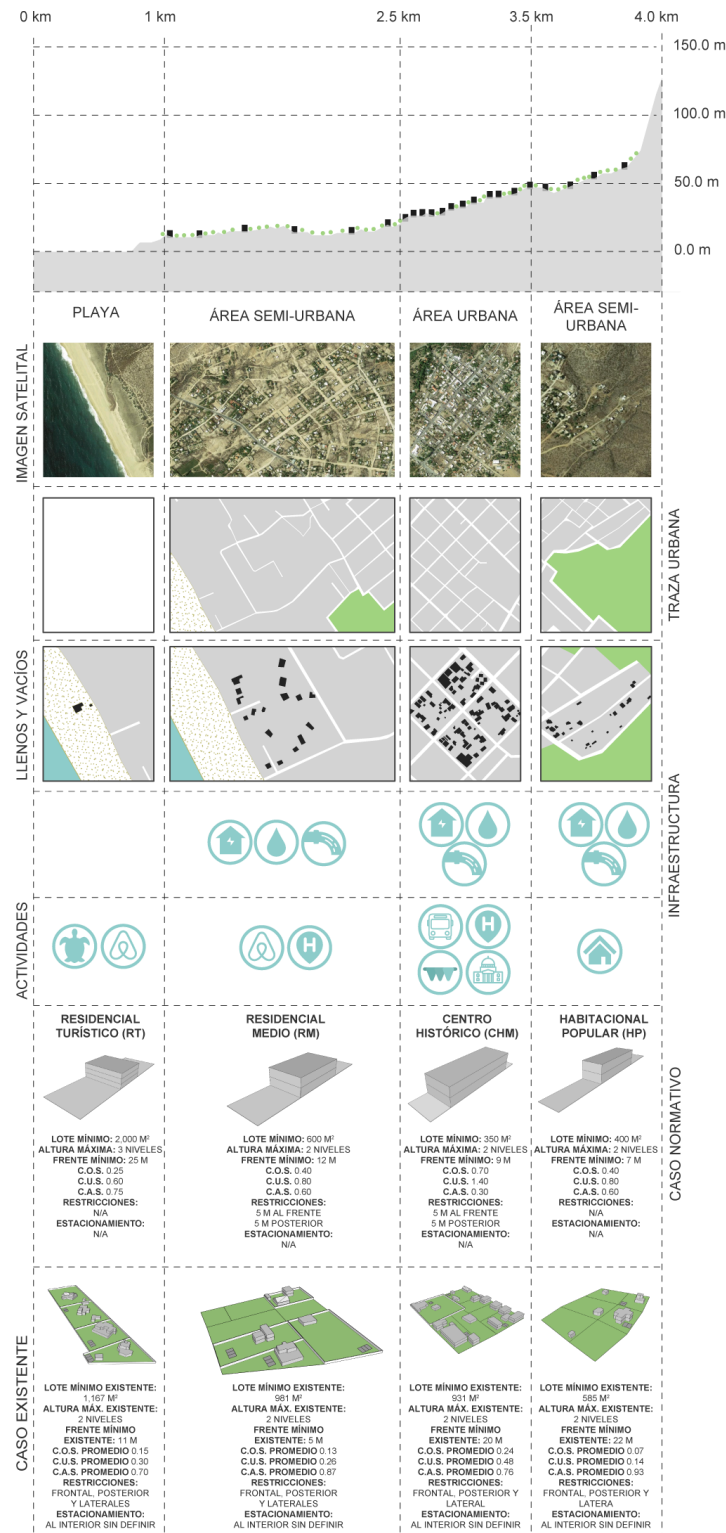 0 km
1 km
2.5 km
3.5 km
4.0 km
150.0 m
100.0 m
50.0 m
0.0 m
PLAYA
ÁREA SEMI-URBANA
ÁREA URBANA
ÁREA SEMI-
URBANA
IMAGEN SATELITAL
TRAZA URBANA
LLENOS Y VACÍOS
INFRAESTRUCTURA
ACTIVIDADES
H
H
RESIDENCIAL
TURÍSTICO (RT)
RESIDENCIAL
MEDIO (RM)
CENTRO
HISTÓRICO (CHM)
HABITACIONAL
POPULAR (HP)
CASO NORMATIVO
LOTE MÍNIMO: 2,000 M²
ALTURA MÁXIMA: 3 NIVELES
FRENTE MÍNIMO: 25 M
C.O.S. 0.25
C.U.S. 0.60
C.A.S. 0.75
RESTRICCIONES:
N/A
ESTACIONAMIENTO:
N/A
LOTE MÍNIMO: 600 M²
ALTURA MÁXIMA: 2 NIVELES
FRENTE MÍNIMO: 12 M
C.O.S. 0.40
C.U.S. 0.80
C.A.S. 0.60
RESTRICCIONES:
5 M AL FRENTE
5 M POSTERIOR
ESTACIONAMIENTO:
N/A
LOTE MÍNIMO: 350 M²
ALTURA MÁXIMA: 2 NIVELES
FRENTE MÍNIMO: 9 M
C.O.S. 0.70
C.U.S. 1.40
C.A.S. 0.30
RESTRICCIONES:
5 M AL FRENTE
5 M POSTERIOR
ESTACIONAMIENTO:
N/A
LOTE MÍNIMO: 400 M²
ALTURA MÁXIMA: 2 NIVELES
FRENTE MÍNIMO: 7 M
C.O.S. 0.40
C.U.S. 0.80
C.A.S. 0.60
RESTRICCIONES:
N/A
ESTACIONAMIENTO:
N/A
CASO EXISTENTE
LOTE MÍNIMO EXISTENTE:
1,167 M²
ALTURA MÁX. EXISTENTE:
2 NIVELES
FRENTE MÍNIMO
EXISTENTE: 11 M
C.O.S. PROMEDIO 0.15
C.U.S. PROMEDIO 0.30
C.A.S. PROMEDIO 0.70
RESTRICCIONES:
FRONTAL, POSTERIOR
Y LATERALES
ESTACIONAMIENTO:
AL INTERIOR SIN DEFINIR
LOTE MÍNIMO EXISTENTE:
981 M²
ALTURA MÁX. EXISTENTE:
2 NIVELES
FRENTE MÍNIMO
EXISTENTE: 5 M
C.O.S. PROMEDIO 0.13
C.U.S. PROMEDIO 0.26
C.A.S. PROMEDIO 0.87
RESTRICCIONES:
FRONTAL, POSTERIOR
Y LATERALES
ESTACIONAMIENTO:
AL INTERIOR SIN DEFINIR
LOTE MÍNIMO EXISTENTE:
931 M²
ALTURA MÁX. EXISTENTE:
2 NIVELES
FRENTE MÍNIMO
EXISTENTE: 20 M
C.O.S. PROMEDIO 0.24
C.U.S. PROMEDIO 0.48
C.A.S. PROMEDIO 0.76
RESTRICCIONES:
FRONTAL, POSTERIOR Y
LATERAL
ESTACIONAMIENTO:
AL INTERIOR SIN DEFINIR
LOTE MÍNIMO EXISTENTE:
585 M²
ALTURA MÁX. EXISTENTE:
2 NIVELES
FRENTE MÍNIMO
EXISTENTE: 22 M
C.O.S. PROMEDIO 0.07
C.U.S. PROMEDIO 0.14
C.A.S. PROMEDIO 0.93
RESTRICCIONES:
FRONTAL, POSTERIOR Y
LATERA
ESTACIONAMIENTO:
AL INTERIOR SIN DEFINIR